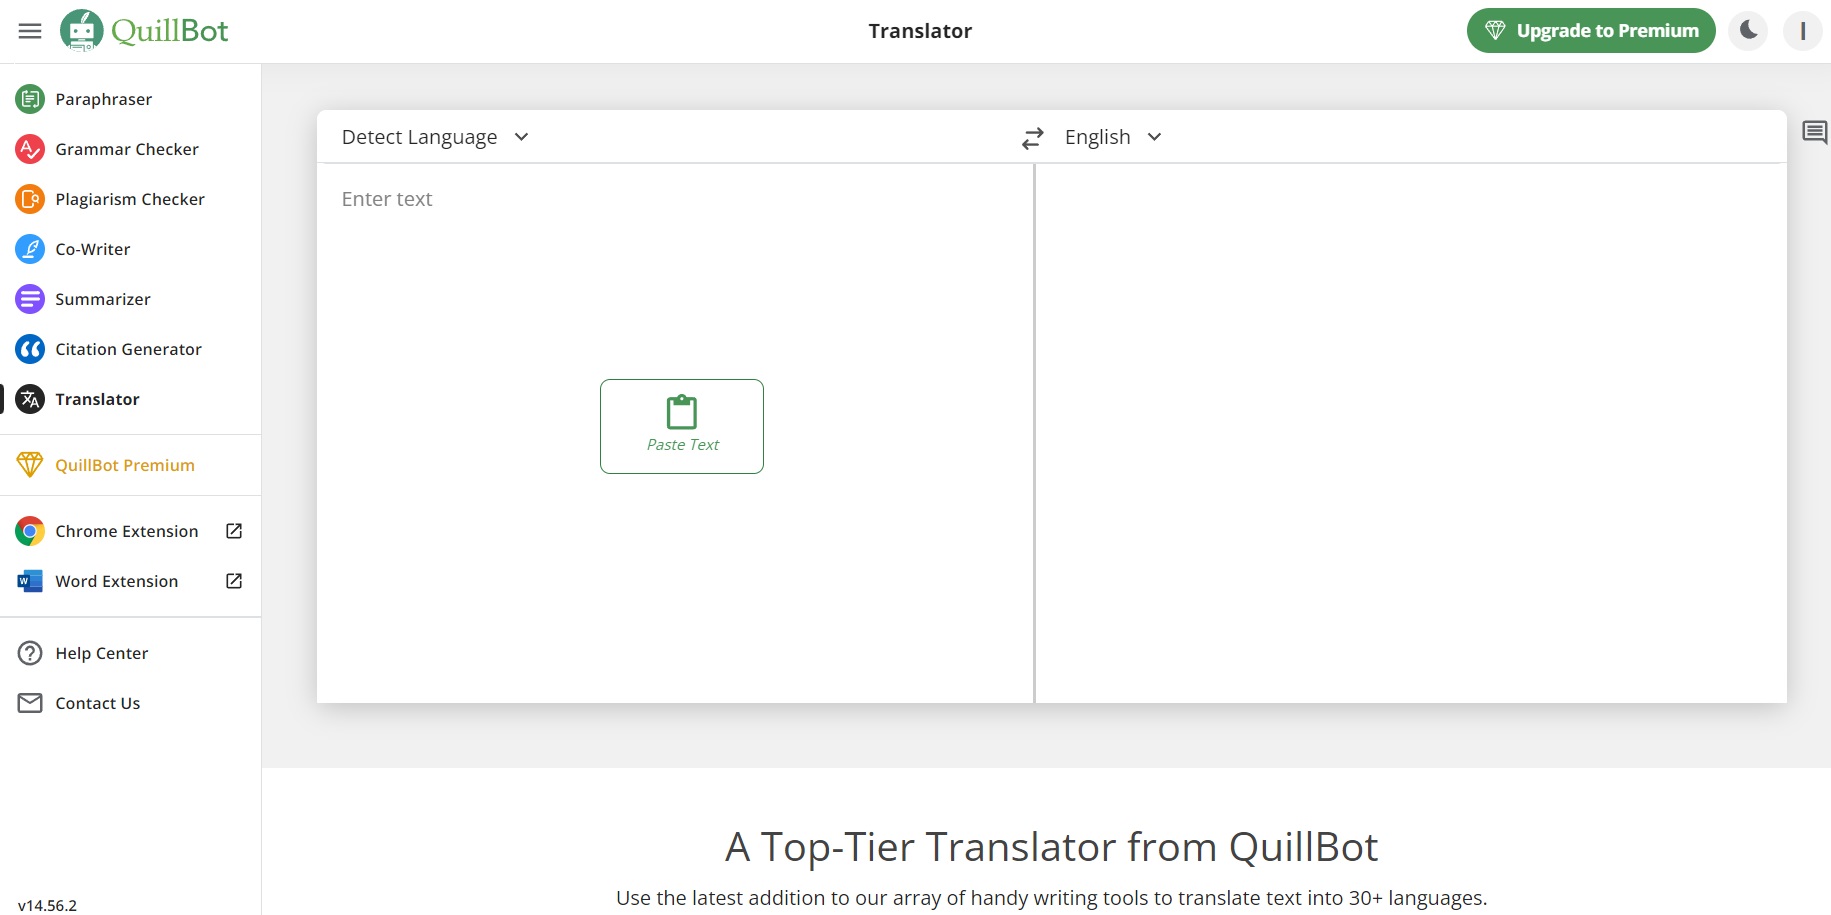 QuillBot
Translator
Upgrade to Premium
I
Paraphraser
Grammar Checker
Plagiarism Checker
Co-Writer
Summarizer
Citation Generator
Translator
QuillBot Premium
Chrome Extension
Word Extension
Help Center
Contact Us
v14.56.2
Detect Language
English
Enter text
Paste Text
A Top-Tier Translator from QuillBot
Use the latest addition to our array of handy writing tools to translate text into 30+ languages.